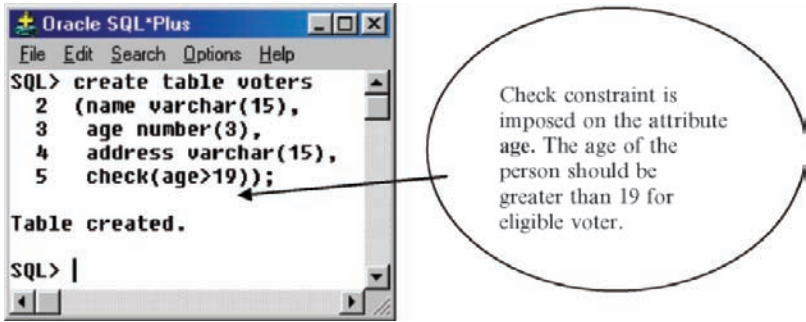 Oracle SQL*Plus
File Edit Search Options Help
SQL> create table voters
2 (name varchar(15),
3 age number(3),
4 address varchar(15),
5 check(age>19));
Table created.
SQL>
Check constraint is
imposed on the attribute
age. The age of the
person should be
greater than 19 for
eligible voter.